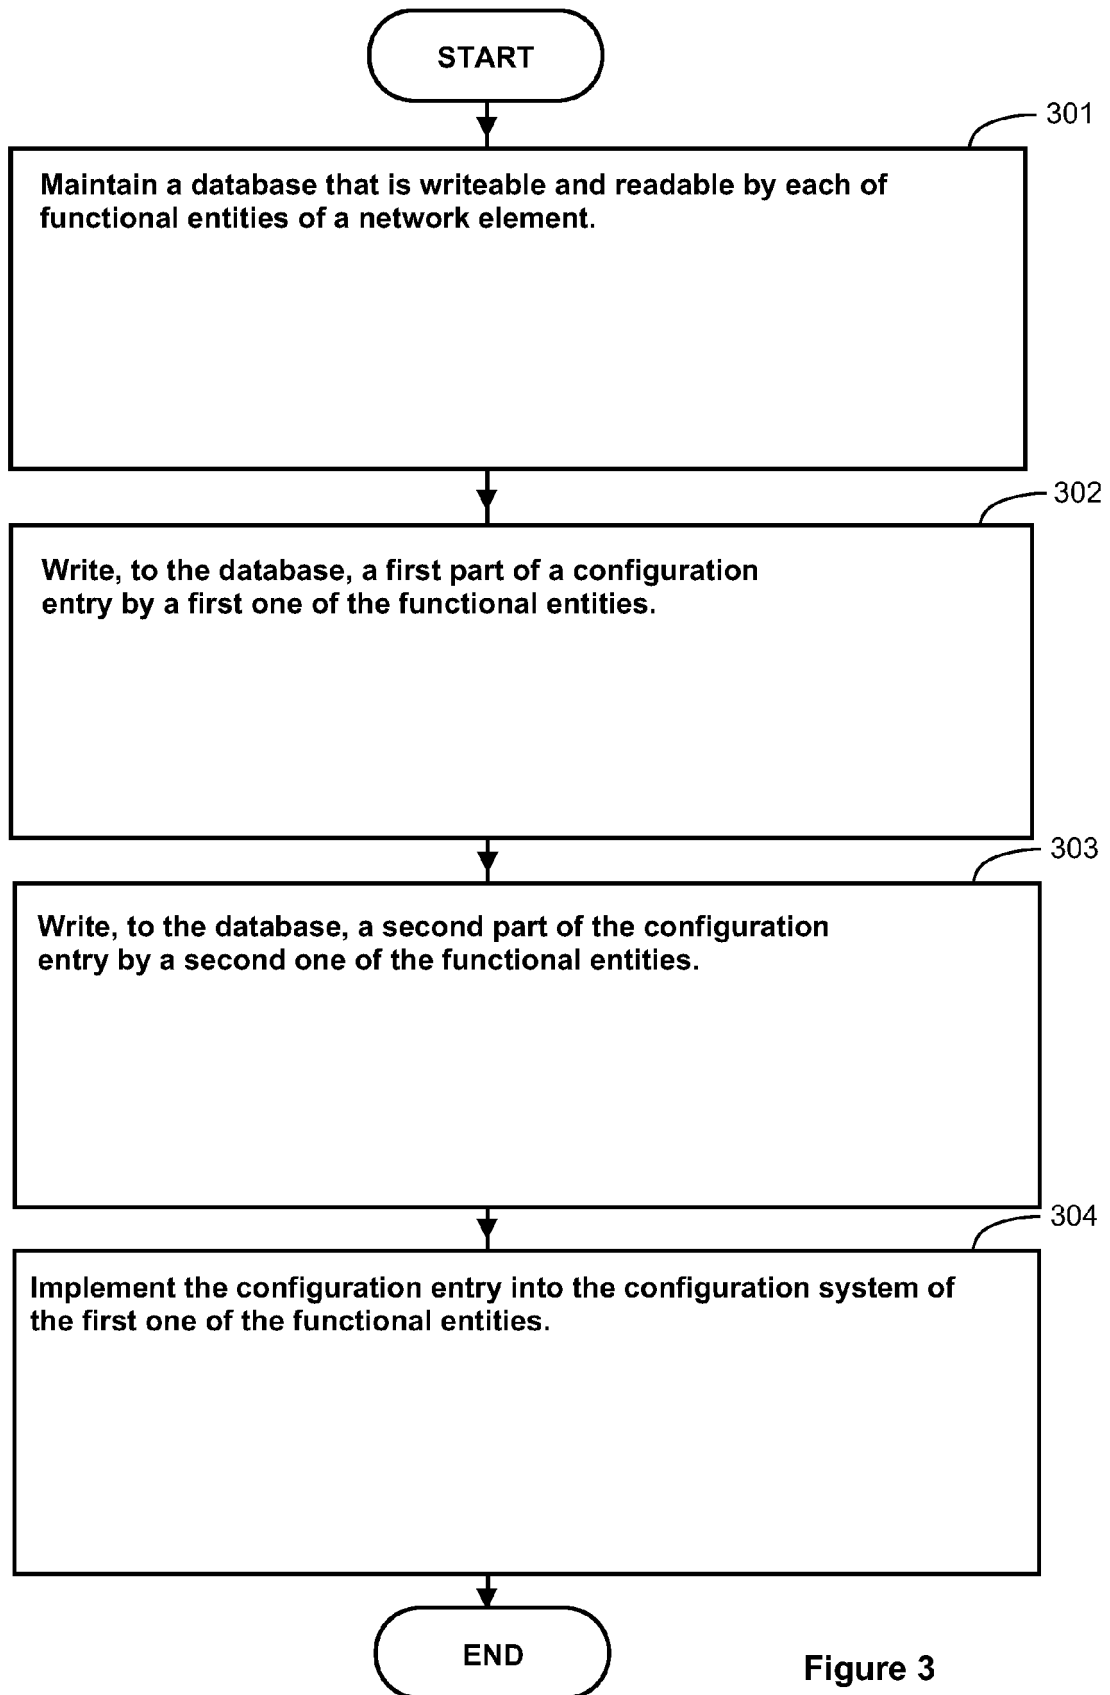 START
301
Maintain a database that is writeable and readable by each of
functional entities of a network element.
302
Write, to the database, a first part of a configuration
entry by a first one of the functional entities.
303
Write, to the database, a second part of the configuration
entry by a second one of the functional entities.
304
Implement the configuration entry into the configuration system of
the first one of the functional entities.
END
Figure 3